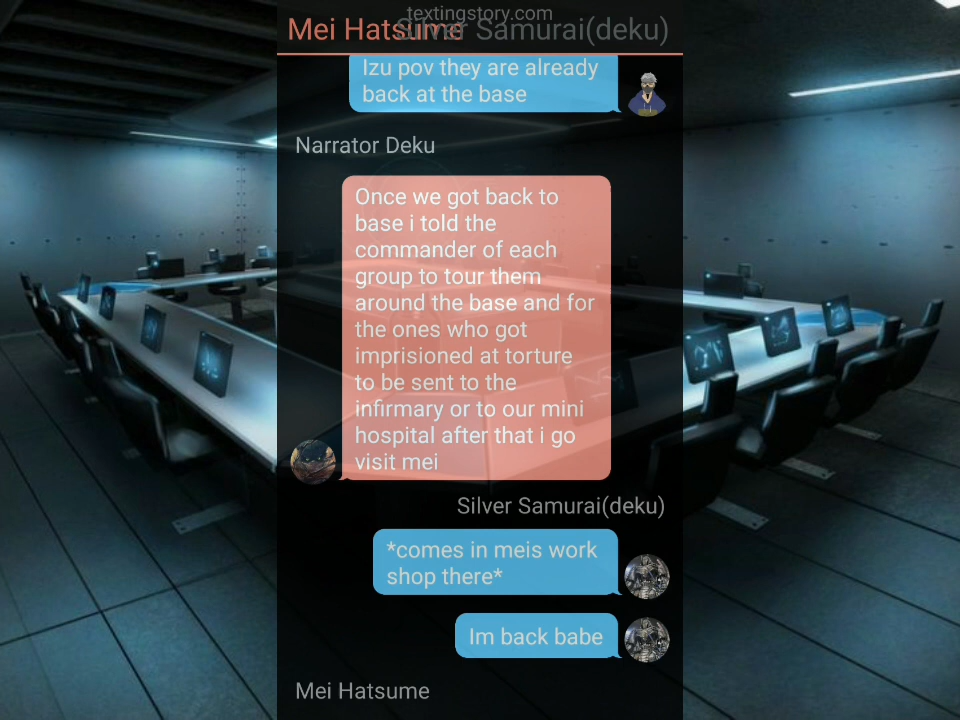 textingstory.com
Mei Hatsume
Silver Samurai(deku)
Izu pov they are already
back at the base
Narrator Deku
Once we got back to
base i told the
commander of each
group to tour them
around the base and for
the ones who got
imprisioned at torture
to be sent to the
infirmary or to our mini
hospital after that i go
visit mei
Silver Samurai(deku)
*comes in meis work
shop there*
Im back babe
Mei Hatsume